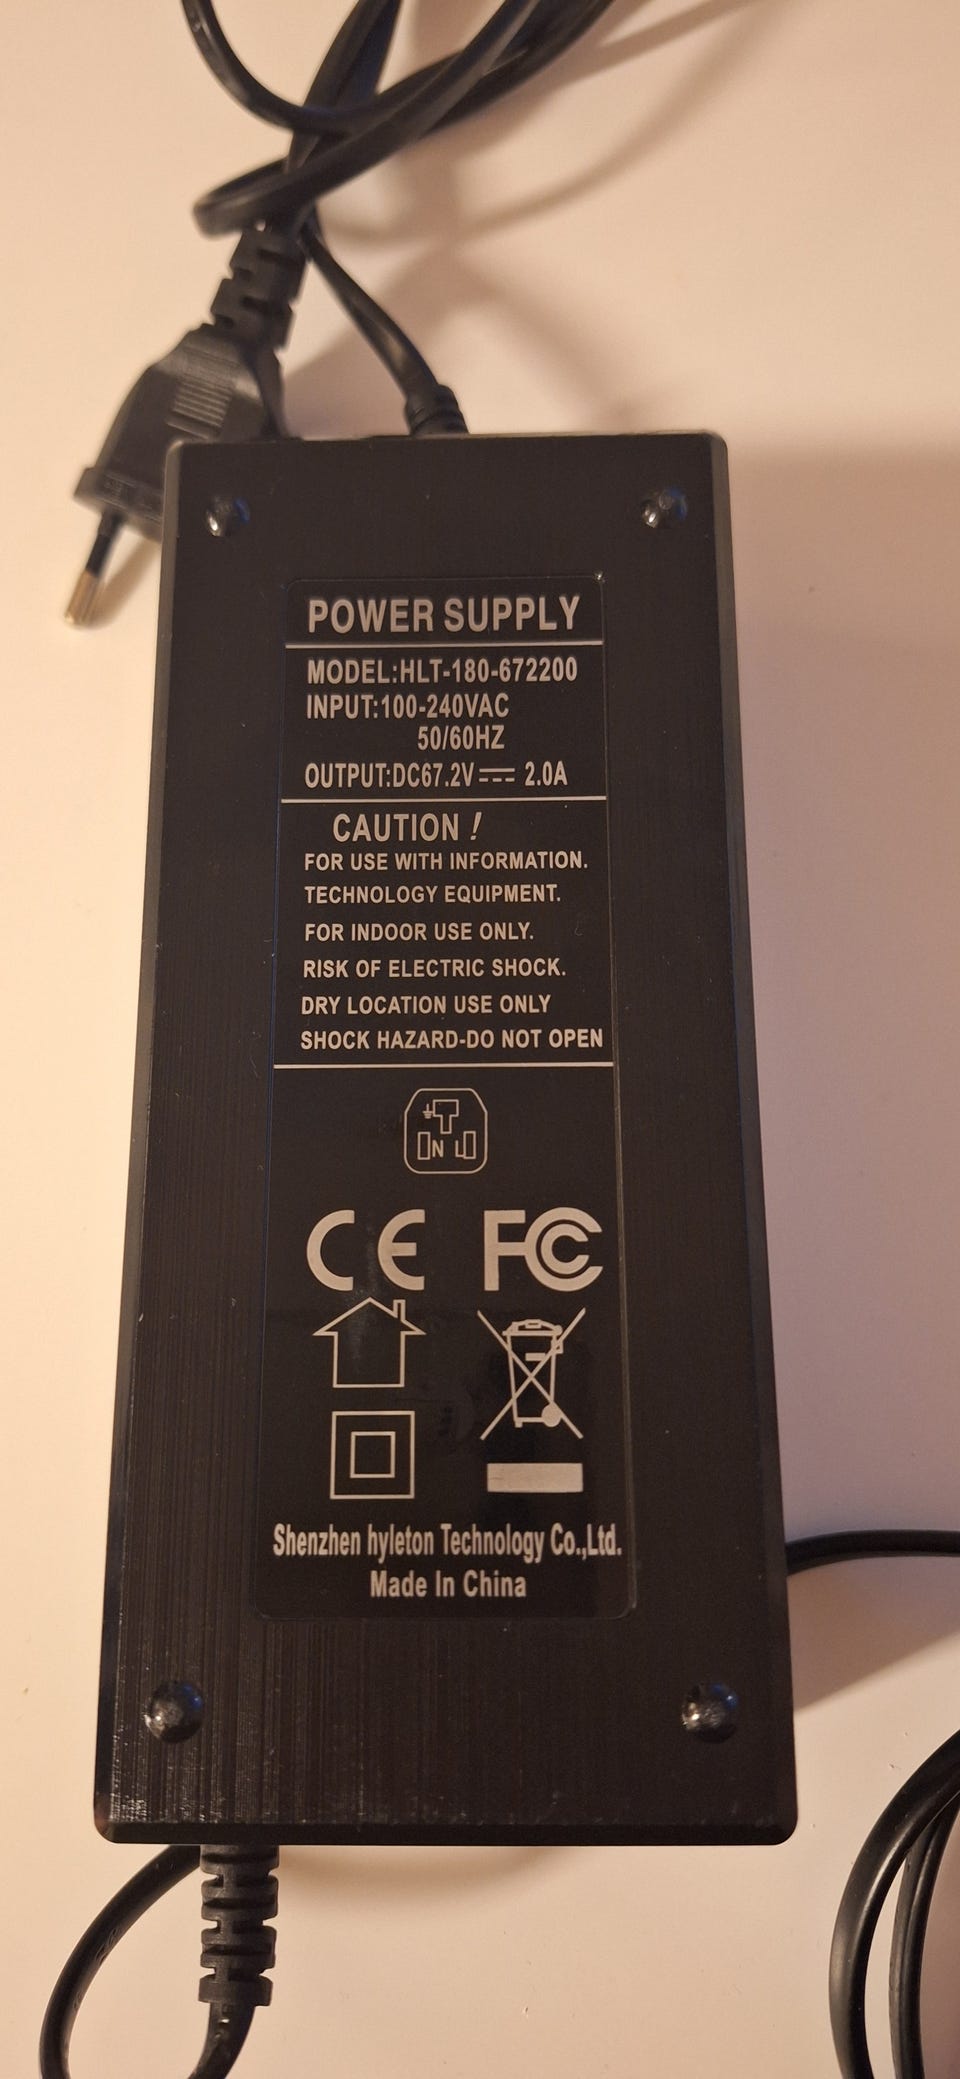 POWER SUPPLY
MODEL:HLT-180-672200
INPUT:100-240VAC
50/60HZ
OUTPUT:DC67.2V 2.0A
CAUTION !
FOR USE WITH INFORMATION.
TECHNOLOGY EQUIPMENT.
FOR INDOOR USE ONLY.
RISK OF ELECTRIC SHOCK.
DRY LOCATION USE ONLY
SHOCK HAZARD-DO NOT OPEN
N L
CE FC
Shenzhen hyleton Technology Co.,Ltd.
Made In China